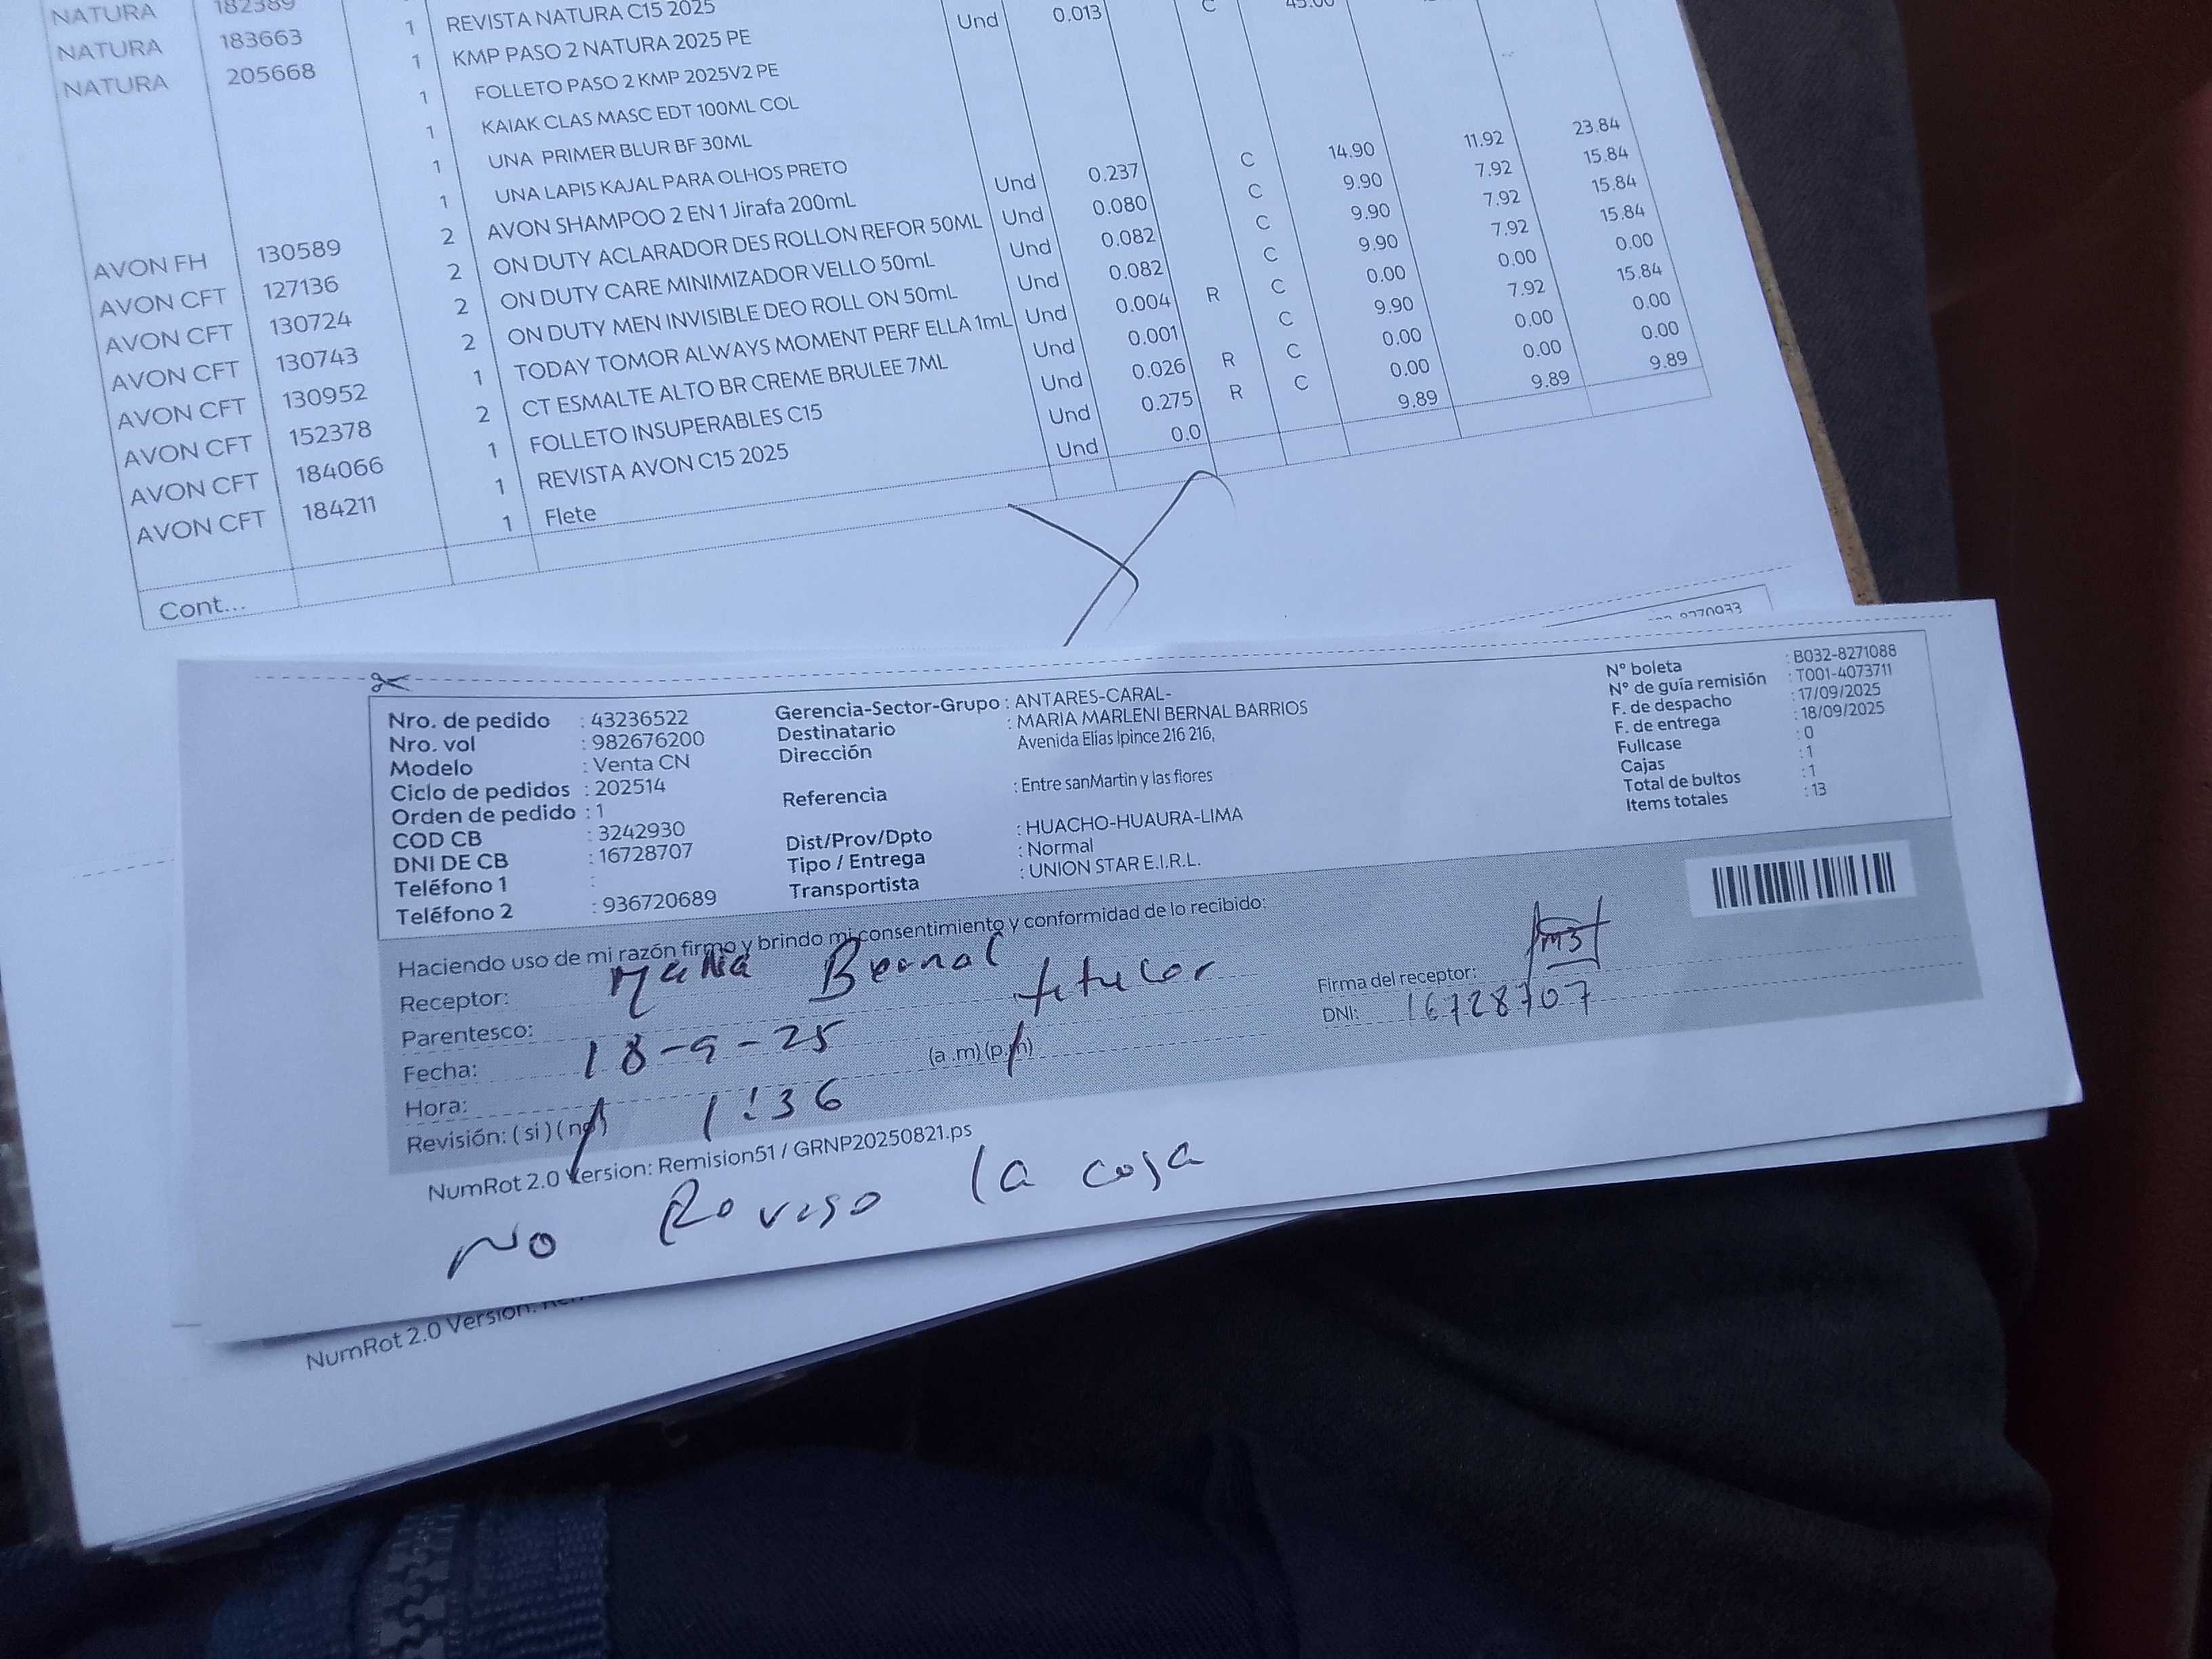 NATURA 182389 1 REVISTA NATURA C15 2025 Und 0.013 C 45.00
NATURA 183663 1 KMP PASO 2 NATURA 2025 PE
NATURA 205668 1 FOLLETO PASO 2 KMP 2025V2 PE
1 KAIAK CLAS MASC EDT 100ML COL
1 UNA PRIMER BLUR BF 30ML
1 UNA LAPIS KAJAL PARA OLHOS PRETO
AVON FH 130589 2 AVON SHAMPOO 2 EN 1 Jirafa 200mL Und 0.237 C 14.90 11.92 23.84
AVON CFT 127136 2 ON DUTY ACLARADOR DES ROLLON REFOR 50ML Und 0.080 C 9.90 7.92 15.84
AVON CFT 130724 2 ON DUTY CARE MINIMIZADOR VELLO 50mL Und 0.082 C 9.90 7.92 15.84
AVON CFT 130743 2 ON DUTY MEN INVISIBLE DEO ROLL ON 50mL Und 0.082 C 9.90 7.92 15.84
AVON CFT 130952 1 TODAY TOMOR ALWAYS MOMENT PERF ELLA 1mL Und 0.004 R C 0.00 0.00 0.00
AVON CFT 152378 2 CT ESMALTE ALTO BR CREME BRULEE 7ML Und 0.001 C 9.90 7.92 15.84
AVON CFT 184066 1 FOLLETO INSUPERABLES C15 Und 0.026 R C 0.00 0.00 0.00
AVON CFT 184211 1 REVISTA AVON C15 2025 Und 0.275 R C 0.00 0.00 0.00
1 Flete Und 0.0 9.89 9.89 9.89
Cont...
Nro. de pedido : 43236522
Nro. vol : 982676200
Modelo : Venta CN
Ciclo de pedidos : 202514
Orden de pedido : 1
COD CB : 3242930
DNI DE CB : 16728707
Teléfono 1 :
Teléfono 2 : 936720689
Gerencia-Sector-Grupo : ANTARES-CARAL-
Destinatario : MARIA MARLENI BERNAL BARRIOS
Dirección Avenida Elias Ipince 216 216,
Referencia : Entre sanMartin y las flores
Dist/Prov/Dpto : HUACHO-HUAURA-LIMA
Tipo / Entrega : Normal
Transportista : UNION STAR E.I.R.L.
N° boleta : B032-8271088
N° de guía remisión : T001-4073711
F. de despacho : 17/09/2025
F. de entrega : 18/09/2025
Fullcase : 0
Cajas : 1
Total de bultos : 1
Items totales : 13
Haciendo uso de mi razón firmo y brindo mi consentimiento y conformidad de lo recibido:
Receptor: Maria Bernal
Parentesco: titular
Fecha: 18-9-25 (a .m) (p.m)
Hora: 1:36
Revisión: ( si ) ( no )
Firma del receptor:
DNI: 16728707
NumRot 2.0 Version: Remision51 / GRNP20250821.ps
No Reviso la caja
NumRot 2.0 Version: